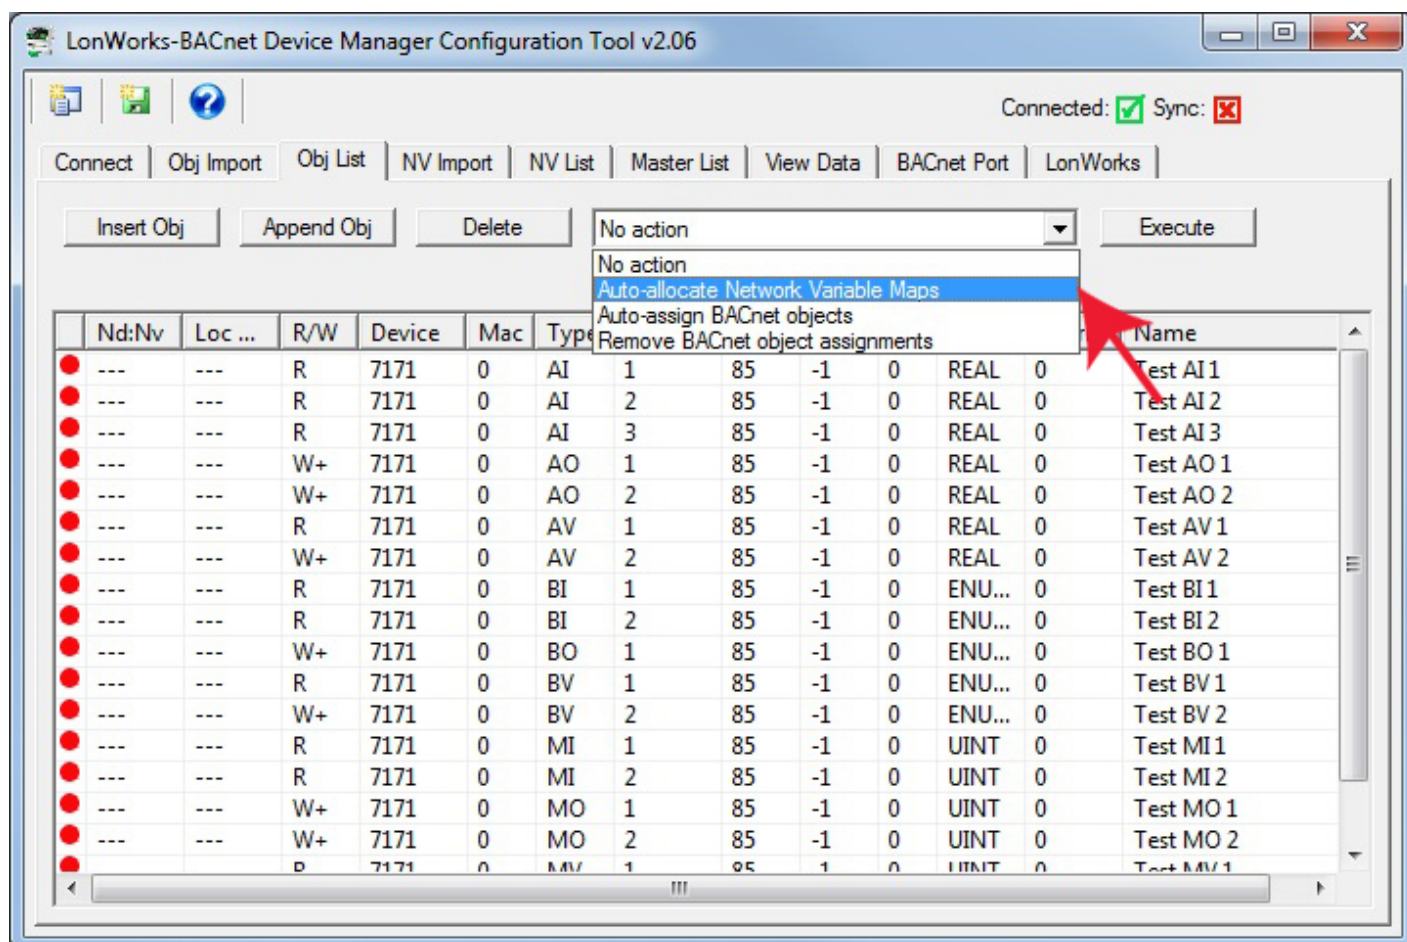 LonWorks-BACnet Device Manager Configuration Tool v2.06
Connected: Sync:
Connect Obj Import Obj List NV Import NV List Master List View Data BACnet Port LonWorks
Insert Obj Append Obj Delete No action Execute
No action
Auto-allocate Network Variable Maps
Auto-assign BACnet objects
Remove BACnet object assignments
Nd:Nv Loc ... R/W Device Mac Name
--- --- R 7171 0 AI 1 85 -1 0 REAL 0 Test AI 1
--- --- R 7171 0 AI 2 85 -1 0 REAL 0 Test AI 2
--- --- R 7171 0 AI 3 85 -1 0 REAL 0 Test AI 3
--- --- W+ 7171 0 AO 1 85 -1 0 REAL 0 Test AO 1
--- --- W+ 7171 0 AO 2 85 -1 0 REAL 0 Test AO 2
--- --- R 7171 0 AV 1 85 -1 0 REAL 0 Test AV 1
--- --- W+ 7171 0 AV 2 85 -1 0 REAL 0 Test AV 2
--- --- R 7171 0 BI 1 85 -1 0 ENU... 0 Test BI 1
--- --- R 7171 0 BI 2 85 -1 0 ENU... 0 Test BI 2
--- --- W+ 7171 0 BO 1 85 -1 0 ENU... 0 Test BO 1
--- --- R 7171 0 BV 1 85 -1 0 ENU... 0 Test BV 1
--- --- W+ 7171 0 BV 2 85 -1 0 ENU... 0 Test BV 2
--- --- R 7171 0 MI 1 85 -1 0 UINT 0 Test MI 1
--- --- R 7171 0 MI 2 85 -1 0 UINT 0 Test MI 2
--- --- W+ 7171 0 MO 1 85 -1 0 UINT 0 Test MO 1
--- --- W+ 7171 0 MO 2 85 -1 0 UINT 0 Test MO 2
R 7171 0 MV 1 85 1 0 UINT 0 Test MV 1